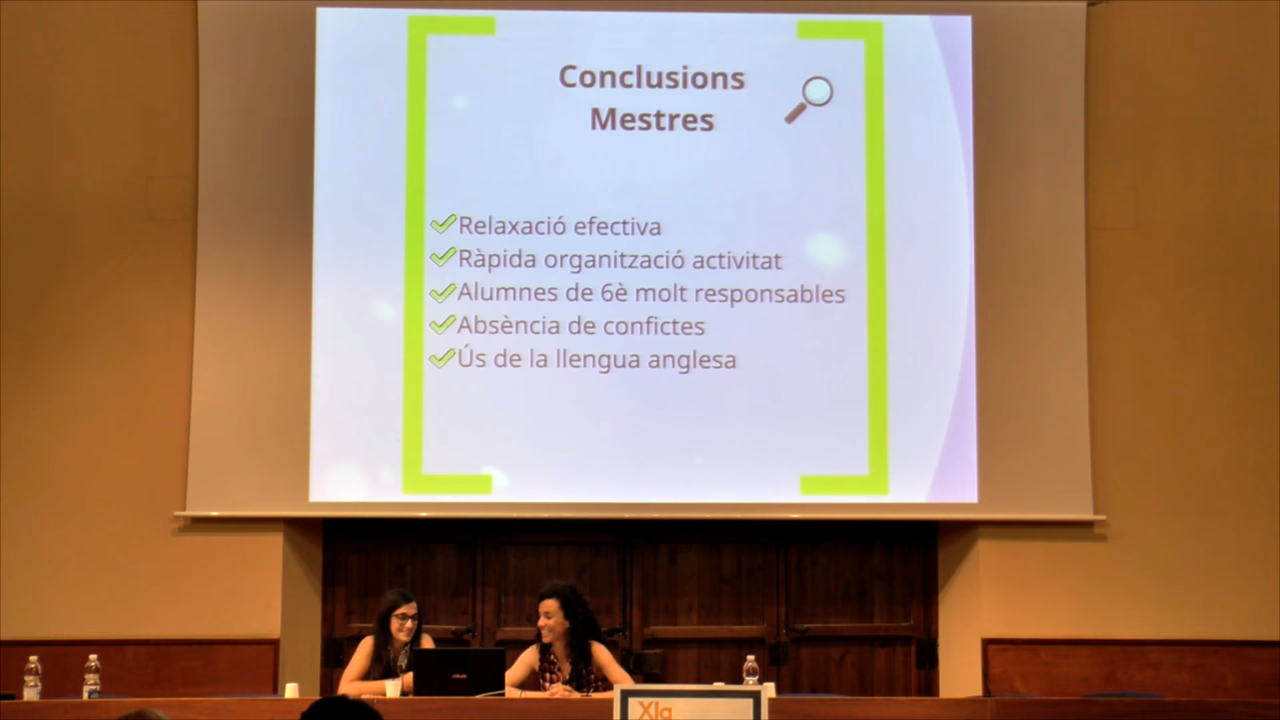 Conclusions
Mestres
Relaxació efectiva
Ràpida organització activitat
Alumnes de 6è molt responsables
Absència de confictes
Ús de la llengua anglesa
XIa